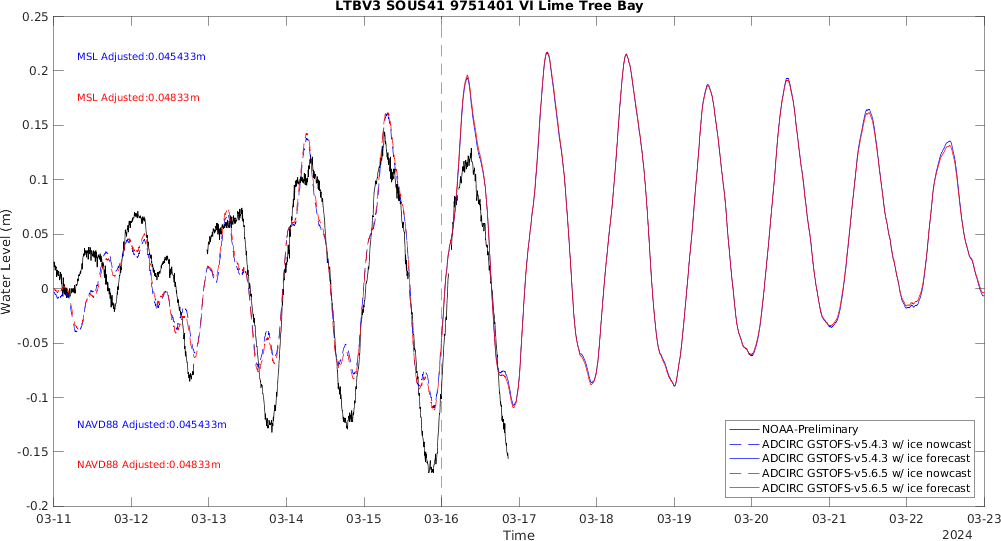 LTBV3 SOUS41 9751401 VI Lime Tree Bay
0.25
0.2
0.15
0.1
0.05
0
-0.05
-0.1
-0.15
-0.2
Water Level (m)
MSL Adjusted:0.045433m
MSL Adjusted:0.04833m
NAVD88 Adjusted:0.045433m
NAVD88 Adjusted:0.04833m
NOAA-Preliminary
ADCIRC GSTOFS-v5.4.3 w/ ice nowcast
ADCIRC GSTOFS-v5.4.3 w/ ice forecast
ADCIRC GSTOFS-v5.6.5 w/ ice nowcast
ADCIRC GSTOFS-v5.6.5 w/ ice forecast
03-11 03-12 03-13 03-14 03-15 03-16 03-17 03-18 03-19 03-20 03-21 03-22 03-23
Time
2024